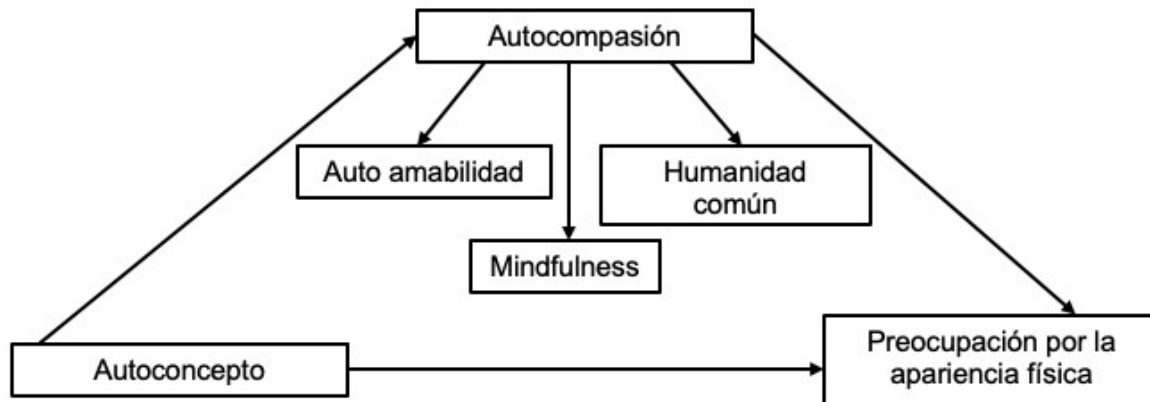 Autocompasión
Auto amabilidad
Humanidad
común
Mindfulness
Autoconcepto
Preocupación por la
apariencia física